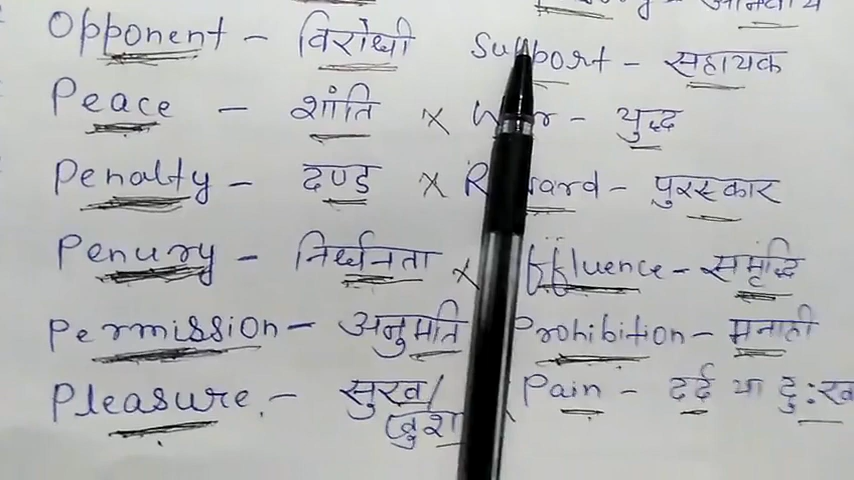 Opponent - विरोधी Support - सहायक
Peace - शांति × War - युद्ध
Penalty - दण्ड × Reward - पुरस्कार
Penury - निर्धनता × Affluence - समृद्धि
Permission - अनुमति Prohibition - मनाही
Pleasure - सुख/ Pain - दर्द या दु:ख